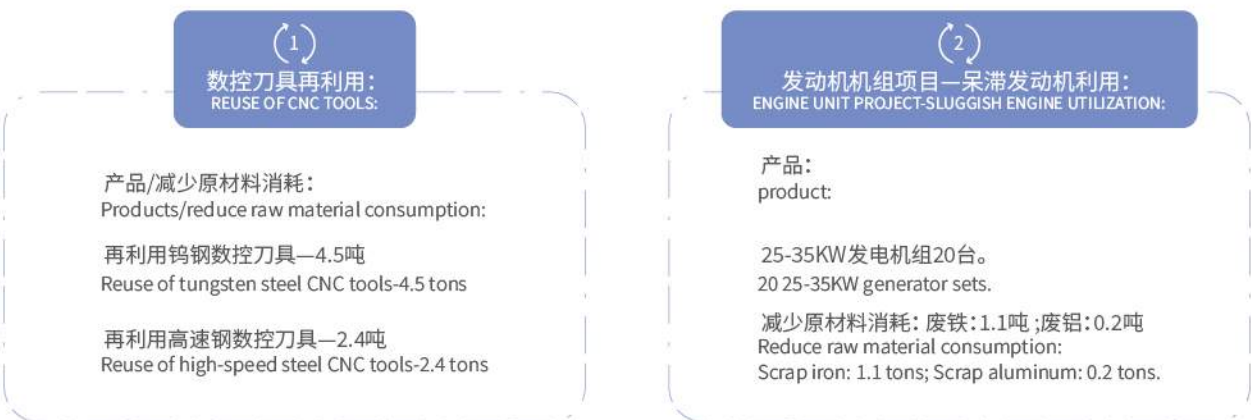 1
数控刀具再利用：
REUSE OF CNC TOOLS:
产品/减少原材料消耗：
Products/reduce raw material consumption:
再利用钨钢数控刀具—4.5吨
Reuse of tungsten steel CNC tools-4.5 tons
再利用高速钢数控刀具—2.4吨
Reuse of high-speed steel CNC tools-2.4 tons
2
发动机机组项目—呆滞发动机利用：
ENGINE UNIT PROJECT-SLUGGISH ENGINE UTILIZATION:
产品：
product:
25-35KW发电机组20台。
20 25-35KW generator sets.
减少原材料消耗：废铁：1.1吨 ;废铝：0.2吨
Reduce raw material consumption:
Scrap iron: 1.1 tons; Scrap aluminum: 0.2 tons.